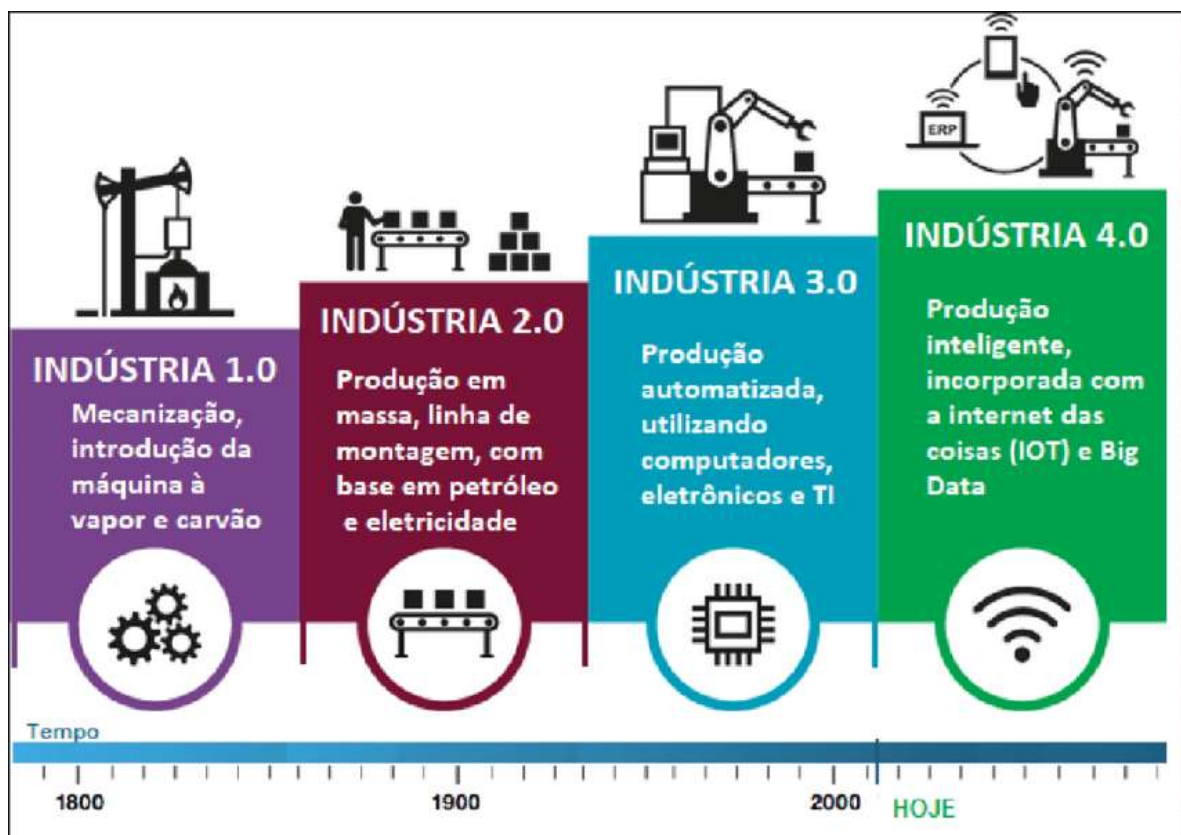 ERP
INDÚSTRIA 1.0
Mecanização,
introdução da
máquina à
vapor e carvão
INDÚSTRIA 2.0
Produção em
massa, linha de
montagem, com
base em petróleo
e eletricidade
INDÚSTRIA 3.0
Produção
automatizada,
utilizando
computadores,
eletrônicos e TI
INDÚSTRIA 4.0
Produção
inteligente,
incorporada com
a internet das
coisas (IOT) e Big
Data
Tempo
1800
1900
2000
HOJE